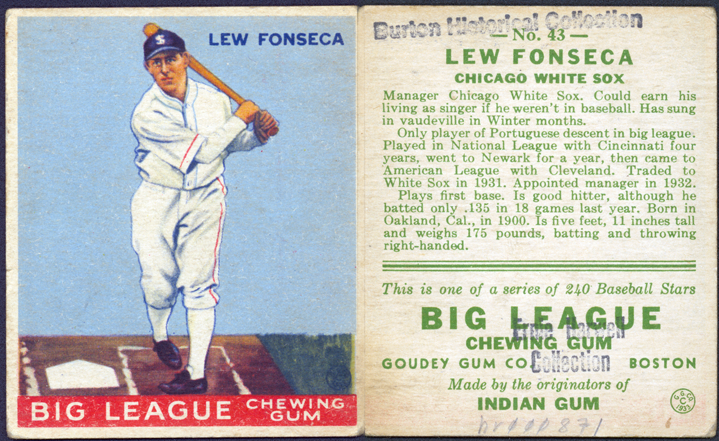 LEW FONSECA
BIG LEAGUE CHEWING GUM
Burton Historical Collection
— No. 43 —
LEW FONSECA
CHICAGO WHITE SOX
Manager Chicago White Sox. Could earn his
living as singer if he weren't in baseball. Has sung
in vaudeville in Winter months.
Only player of Portuguese descent in big league.
Played in National League with Cincinnati four
years, went to Newark for a year, then came to
American League with Cleveland. Traded to
White Sox in 1931. Appointed manager in 1932.
Plays first base. Is good hitter, although he
batted only .135 in 18 games last year. Born in
Oakland, Cal., in 1900. Is five feet, 11 inches tall
and weighs 175 pounds, batting and throwing
right-handed.
This is one of a series of 240 Baseball Stars
BIG LEAGUE
Ernie Harwell
CHEWING GUM
GOUDEY GUM CO. BOSTON
Collection
Made by the originators of
INDIAN GUM
G.G.CO.
C
1933